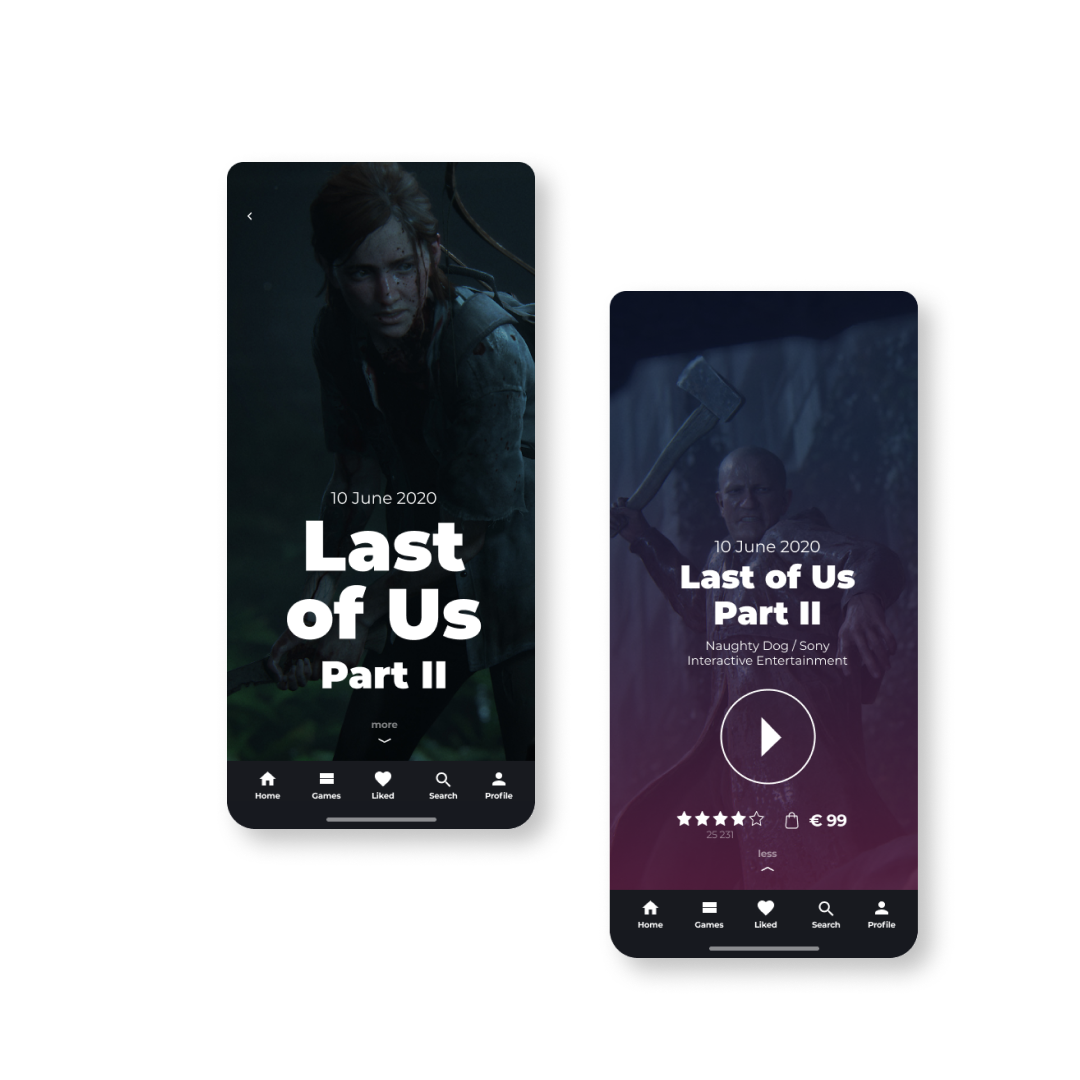 10 June 2020
Last
of Us
Part II
more
Home Games Liked Search Profile
10 June 2020
Last of Us
Part II
Naughty Dog / Sony
Interactive Entertainment
€ 99
25 231
less
Home Games Liked Search Profile